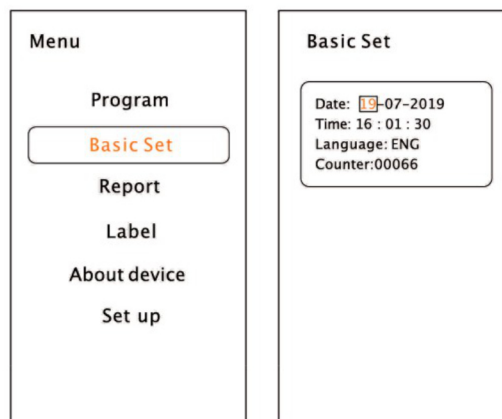 Menu
Program
Basic Set
Report
Label
About device
Set up
Basic Set
Date: 19-07-2019
Time: 16 : 01 : 30
Language: ENG
Counter:00066